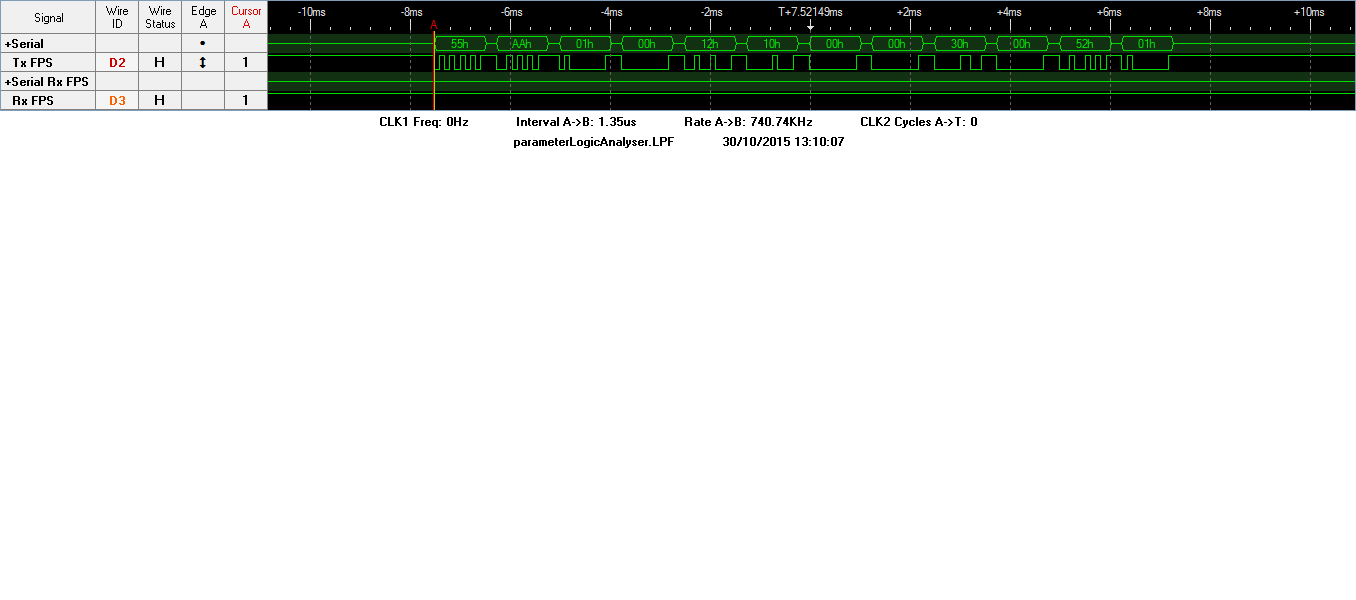 Signal Wire ID Wire Status Edge A Cursor A -10ms -8ms -6ms -4ms -2ms T+7.52149ms +2ms +4ms +6ms +8ms +10ms
A
+Serial 55h AAh 01h 00h 12h 10h 00h 00h 30h 00h 52h 01h
Tx FPS D2 H 1
+Serial Rx FPS
Rx FPS D3 H 1
CLK1 Freq: 0Hz Interval A->B: 1.35us Rate A->B: 740.74KHz CLK2 Cycles A->T: 0
parameterLogicAnalyser.LPF 30/10/2015 13:10:07